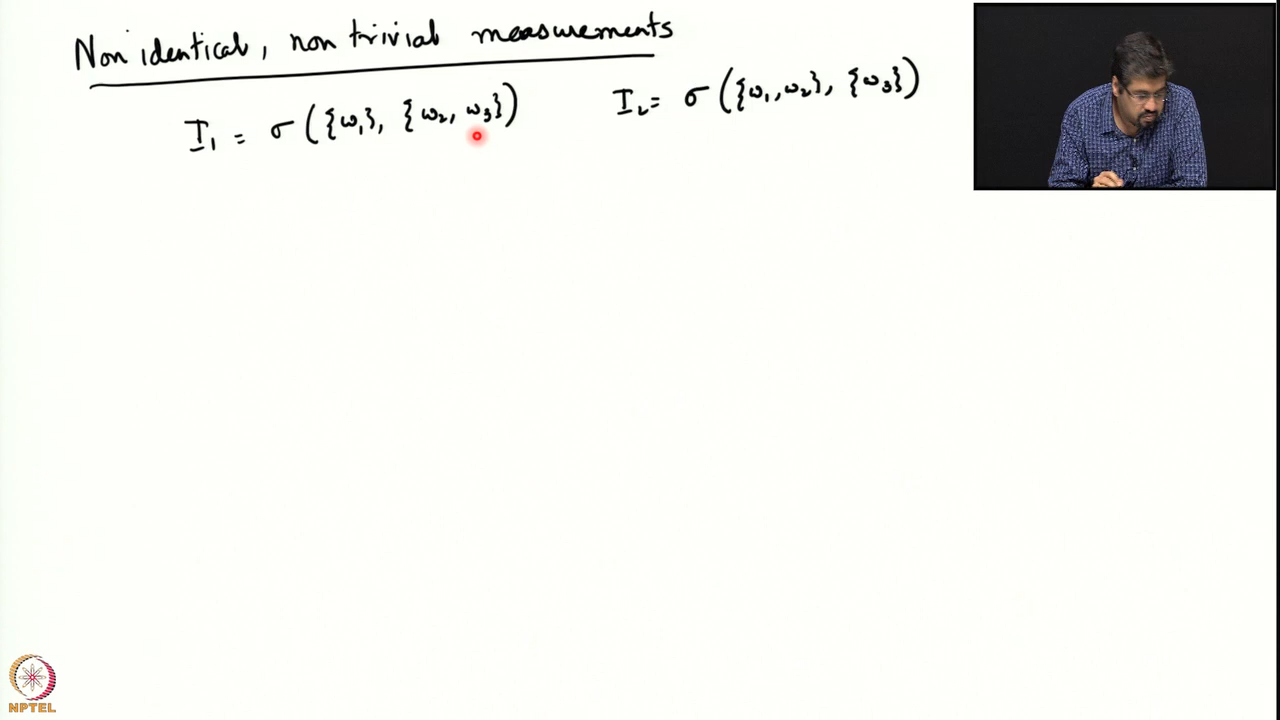 Non identical, non trivial measurements
I₁ = σ({ω₁}, {ω₂, ω₃}) I₂ = σ({ω₁, ω₂}, {ω₃})
NPTEL